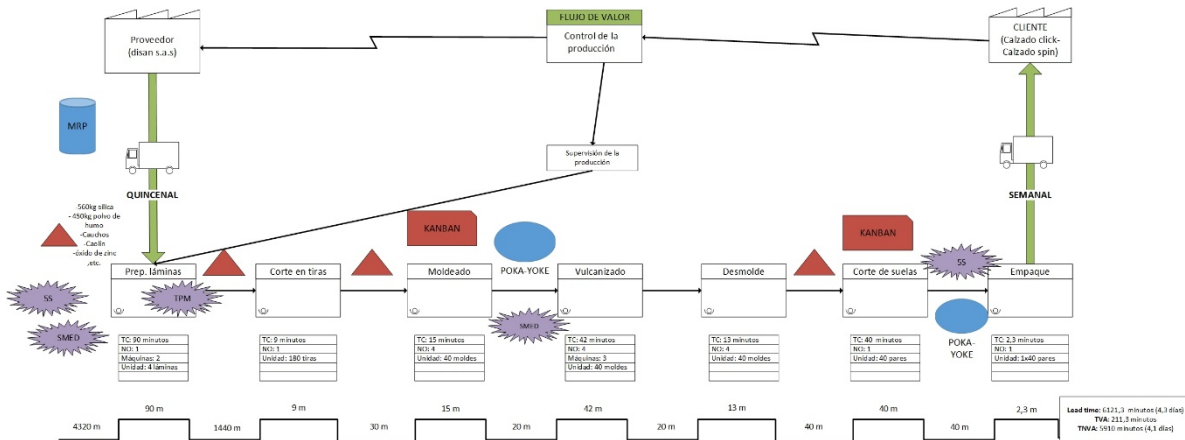 FLUJO DE VALOR
Proveedor
(disan s.a.s)
Control de la
producción
CLIENTE
(Calzado click-
Calzado spin)
MRP
Supervisión de la
producción
QUINCENAL
SEMANAL
-560kg sílica
- 450kg polvo de
humo
-Cauchos
-Caolín
-óxido de zinc
,etc.
KANBAN
KANBAN
POKA-YOKE
5S
Prep. láminas
Corte en tiras
Moldeado
Vulcanizado
Desmolde
Corte de suelas
Empaque
5S
TPM
SMED
SMED
POKA-
YOKE
TC: 90 minutos
NO: 1
Máquinas: 2
Unidad: 4 láminas
TC: 9 minutos
NO: 1
Unidad: 180 tiras
TC: 15 minutos
NO: 4
Unidad: 40 moldes
TC: 42 minutos
NO: 4
Máquinas: 3
Unidad: 40 moldes
TC: 13 minutos
NO: 4
Unidad: 40 moldes
TC: 40 minutos
NO: 1
Unidad: 40 pares
TC: 2,3 minutos
NO: 1
Unidad: 1x40 pares
90 m
9 m
15 m
42 m
13 m
40 m
2,3 m
4320 m
1440 m
30 m
20 m
20 m
40 m
40 m
Lead time: 6121,3 minutos (4,3 días)
TVA: 211,3 minutos
TNVA: 5910 minutos (4,1 días)